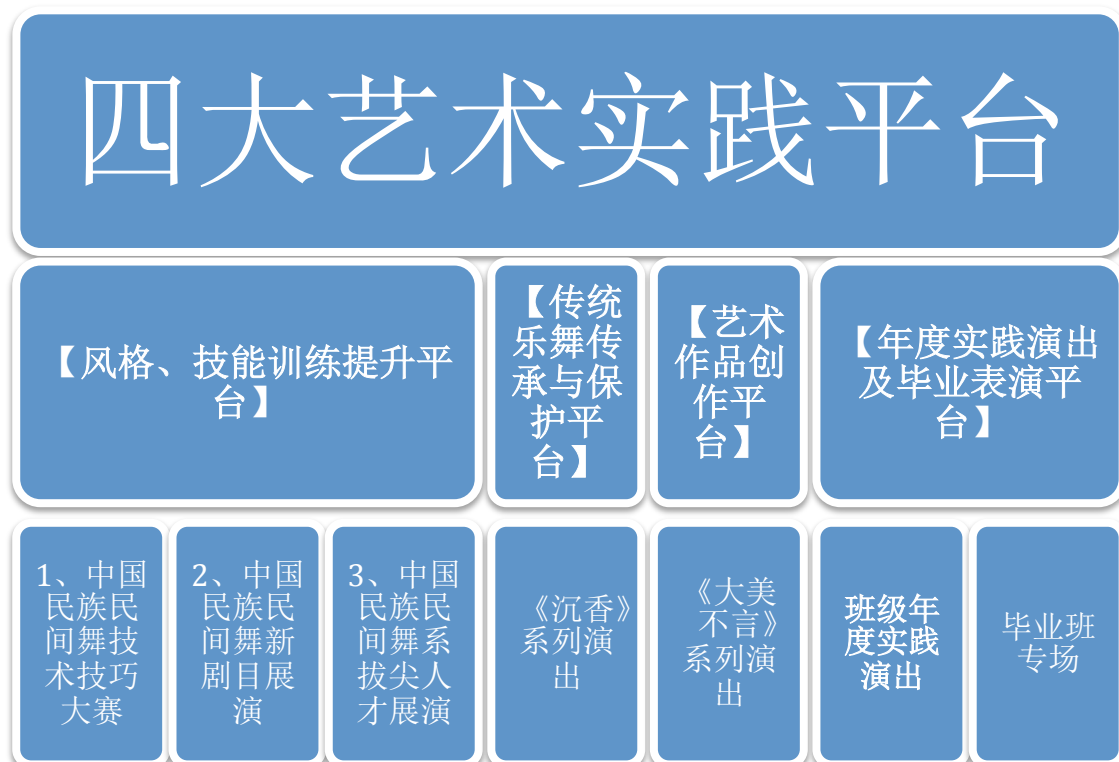 四大艺术实践平台
【风格、技能训练提升平
台】
【传统
乐舞传
承与保
护平
台】
【艺术
作品创
作平
台】
【年度实践演出
及毕业表演平
台】
1、中国
民族民
间舞技
术技巧
大赛
2、中国
民族民
间舞新
剧目展
演
3、中国
民族民
间舞系
拔尖人
才展演
《沉香》
系列演
出
《大美
不言》
系列演
出
班级年
度实践
演出
毕业班
专场